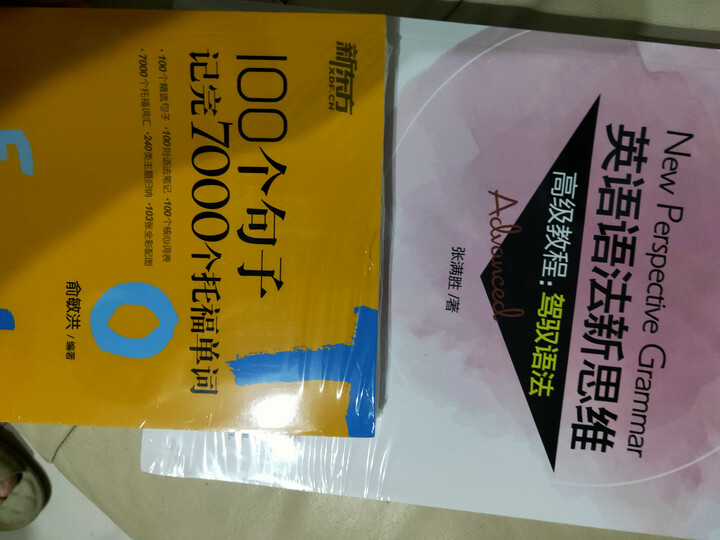 新东方
XDF.CN
100个句子
记完7000个托福单词
·100个精选句子 ·100则语法笔记 ·100个核心词表
·7000个托福词汇 ·240类主题归纳 ·103张全彩配图
俞敏洪 / 编著
New Perspective Grammar
英语语法新思维
高级教程：驾驭语法
Advanced
张满胜 /著